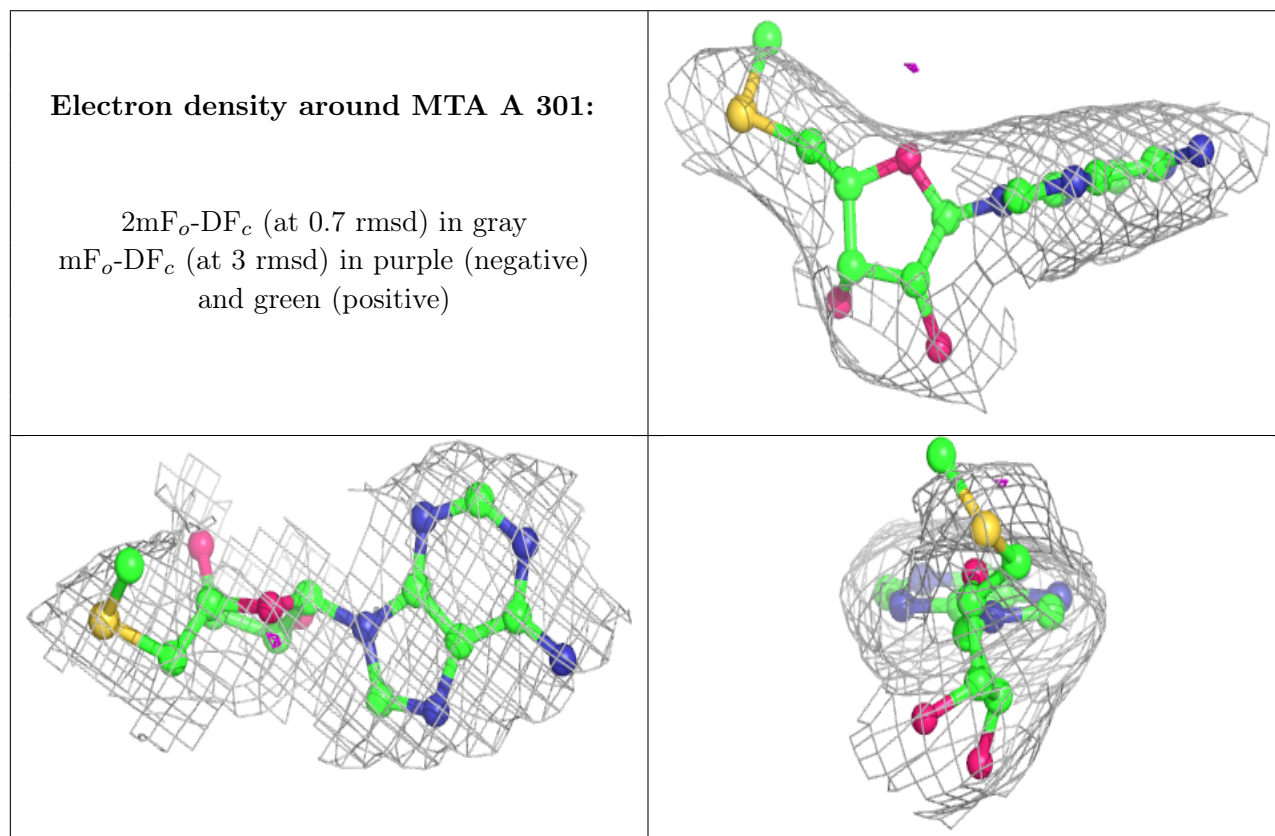 Electron density around MTA A 301:
2mFo-DFc (at 0.7 rmsd) in gray
mFo-DFc (at 3 rmsd) in purple (negative)
and green (positive)